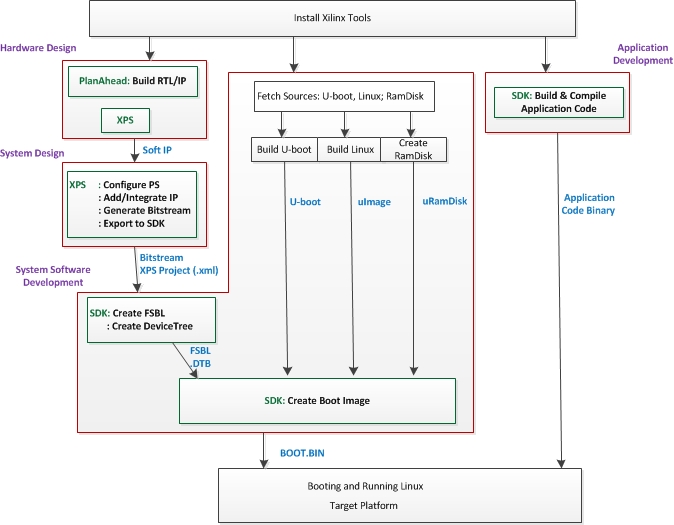 Install Xilinx Tools
Hardware Design
Application
Development
PlanAhead: Build RTL/IP
XPS
Fetch Sources: U-boot, Linux; RamDisk
SDK: Build & Compile
Application Code
Build U-boot
Build Linux
Create
RamDisk
Soft IP
System Design
XPS : Configure PS
: Add/Integrate IP
: Generate Bitstream
: Export to SDK
U-boot
uImage
uRamDisk
Application
Code Binary
Bitstream
XPS Project (.xml)
System Software
Development
SDK: Create FSBL
: Create DeviceTree
FSBL
.DTB
SDK: Create Boot Image
BOOT.BIN
Booting and Running Linux
Target Platform